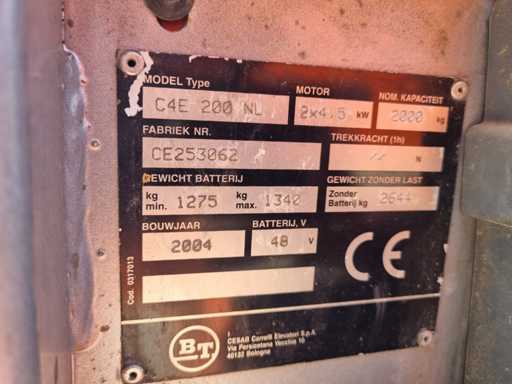 MODEL Type MOTOR NOM. KAPACITEIT
C4E 200 NL 2x4.5 kW 2000 kg
FABRIEK NR. TREKKRACHT (1h)
CE253062 -/- N
GEWICHT BATTERIJ GEWICHT ZONDER LAST
kg min. 1275 kg max. 1340 Zonder Batterij kg 2644
BOUWJAAR BATTERIJ, V
2004 48 V
CE
Cod. 0317013
BT
CESAB Carrelli Elevatori S.p.A.
Via Persicetana Vecchia 10
40132 Bologna